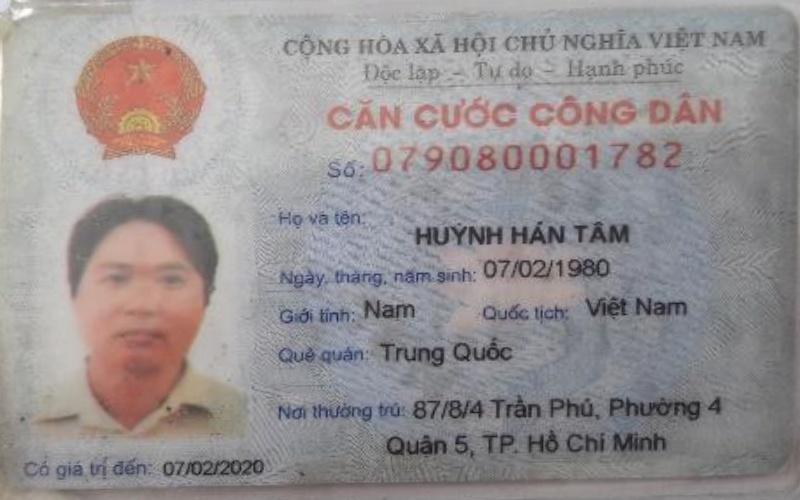 CỘNG HÒA XÃ HỘI CHỦ NGHĨA VIỆT NAM
Độc lập – Tự do – Hạnh phúc
CĂN CƯỚC CÔNG DÂN
Số: 079080001782
Họ và tên:
HUỲNH HÁN TÂM
Ngày, tháng, năm sinh: 07/02/1980
Giới tính: Nam Quốc tịch: Việt Nam
Quê quán: Trung Quốc
Nơi thường trú: 87/8/4 Trần Phú, Phường 4
Quận 5, TP. Hồ Chí Minh
Có giá trị đến: 07/02/2020